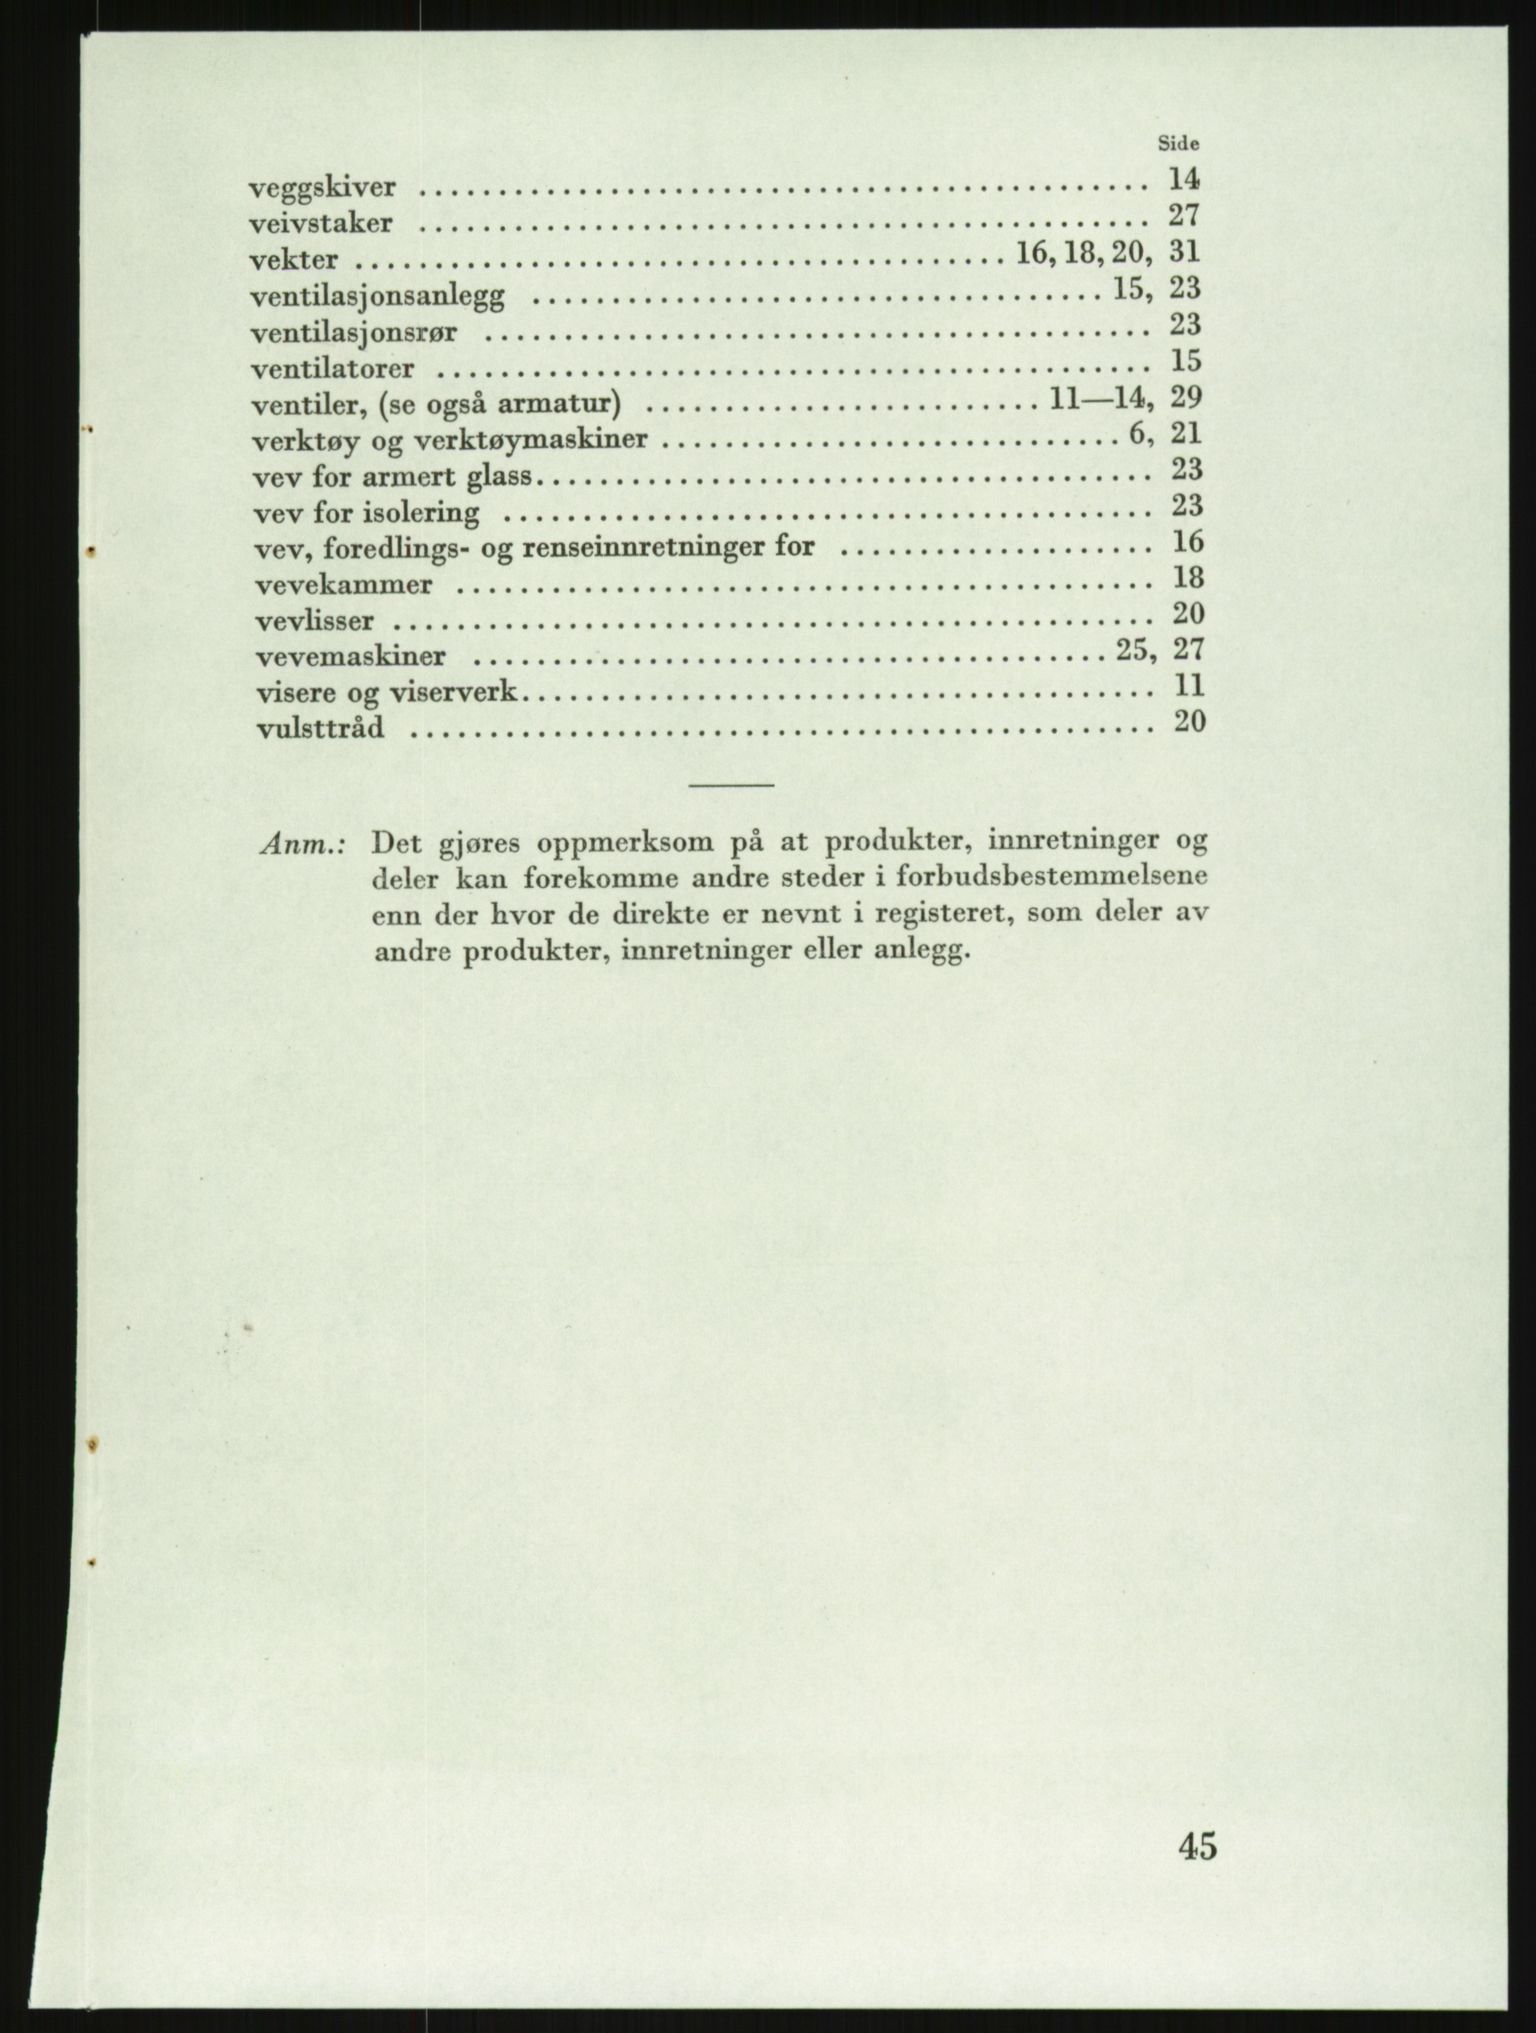 Side
veggskiver ........................................ 14
veivstaker ........................................ 27
vekter ........................................ 16, 18, 20, 31
ventilasjonsanlegg ........................................ 15, 23
ventilasjonsrør ........................................ 23
ventilatorer ........................................ 15
ventiler, (se også armatur) ........................................ 11—14, 29
verktøy og verktøymaskiner ........................................ 6, 21
vev for armert glass ........................................ 23
vev for isolering ........................................ 23
vev, foredlings- og renseinnretninger for ........................................ 16
vevekammer ........................................ 18
vevlisser ........................................ 20
vevemaskiner ........................................ 25, 27
visere og viserverk ........................................ 11
vulsttråd ........................................ 20
Anm.: Det gjøres oppmerksom på at produkter, innretninger og
deler kan forekomme andre steder i forbudsbestemmelsene
enn der hvor de direkte er nevnt i registeret, som deler av
andre produkter, innretninger eller anlegg.
45